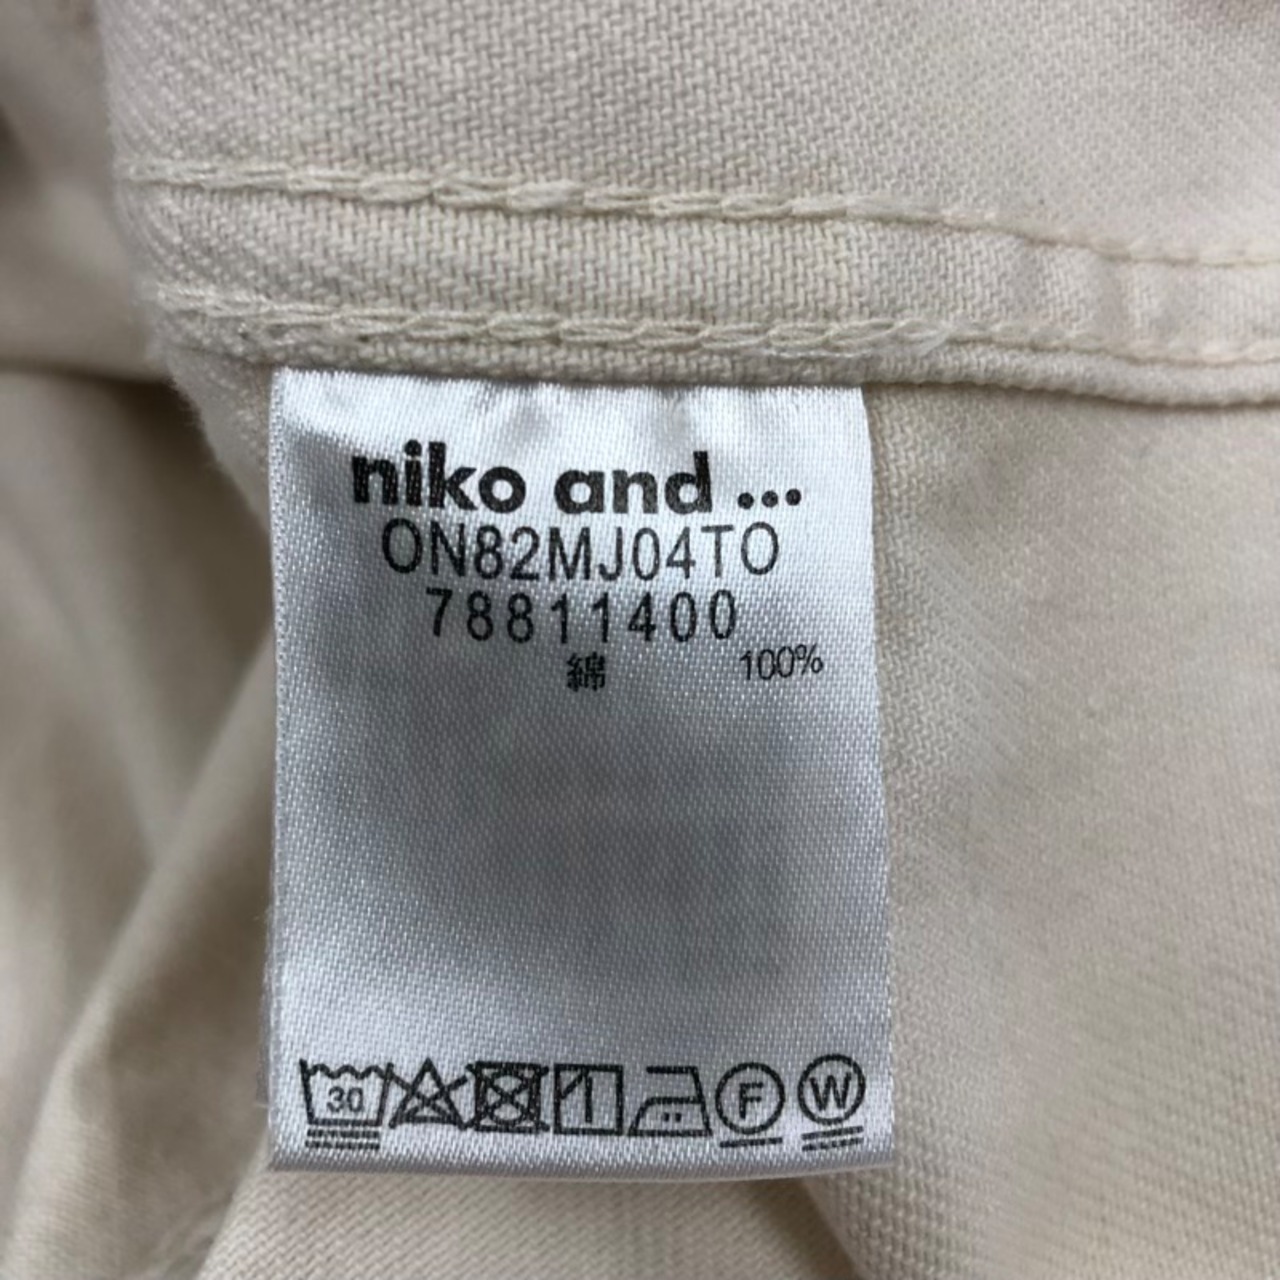 niko and ...
ON82MJ04TO
78811400
綿 100%
30 F W